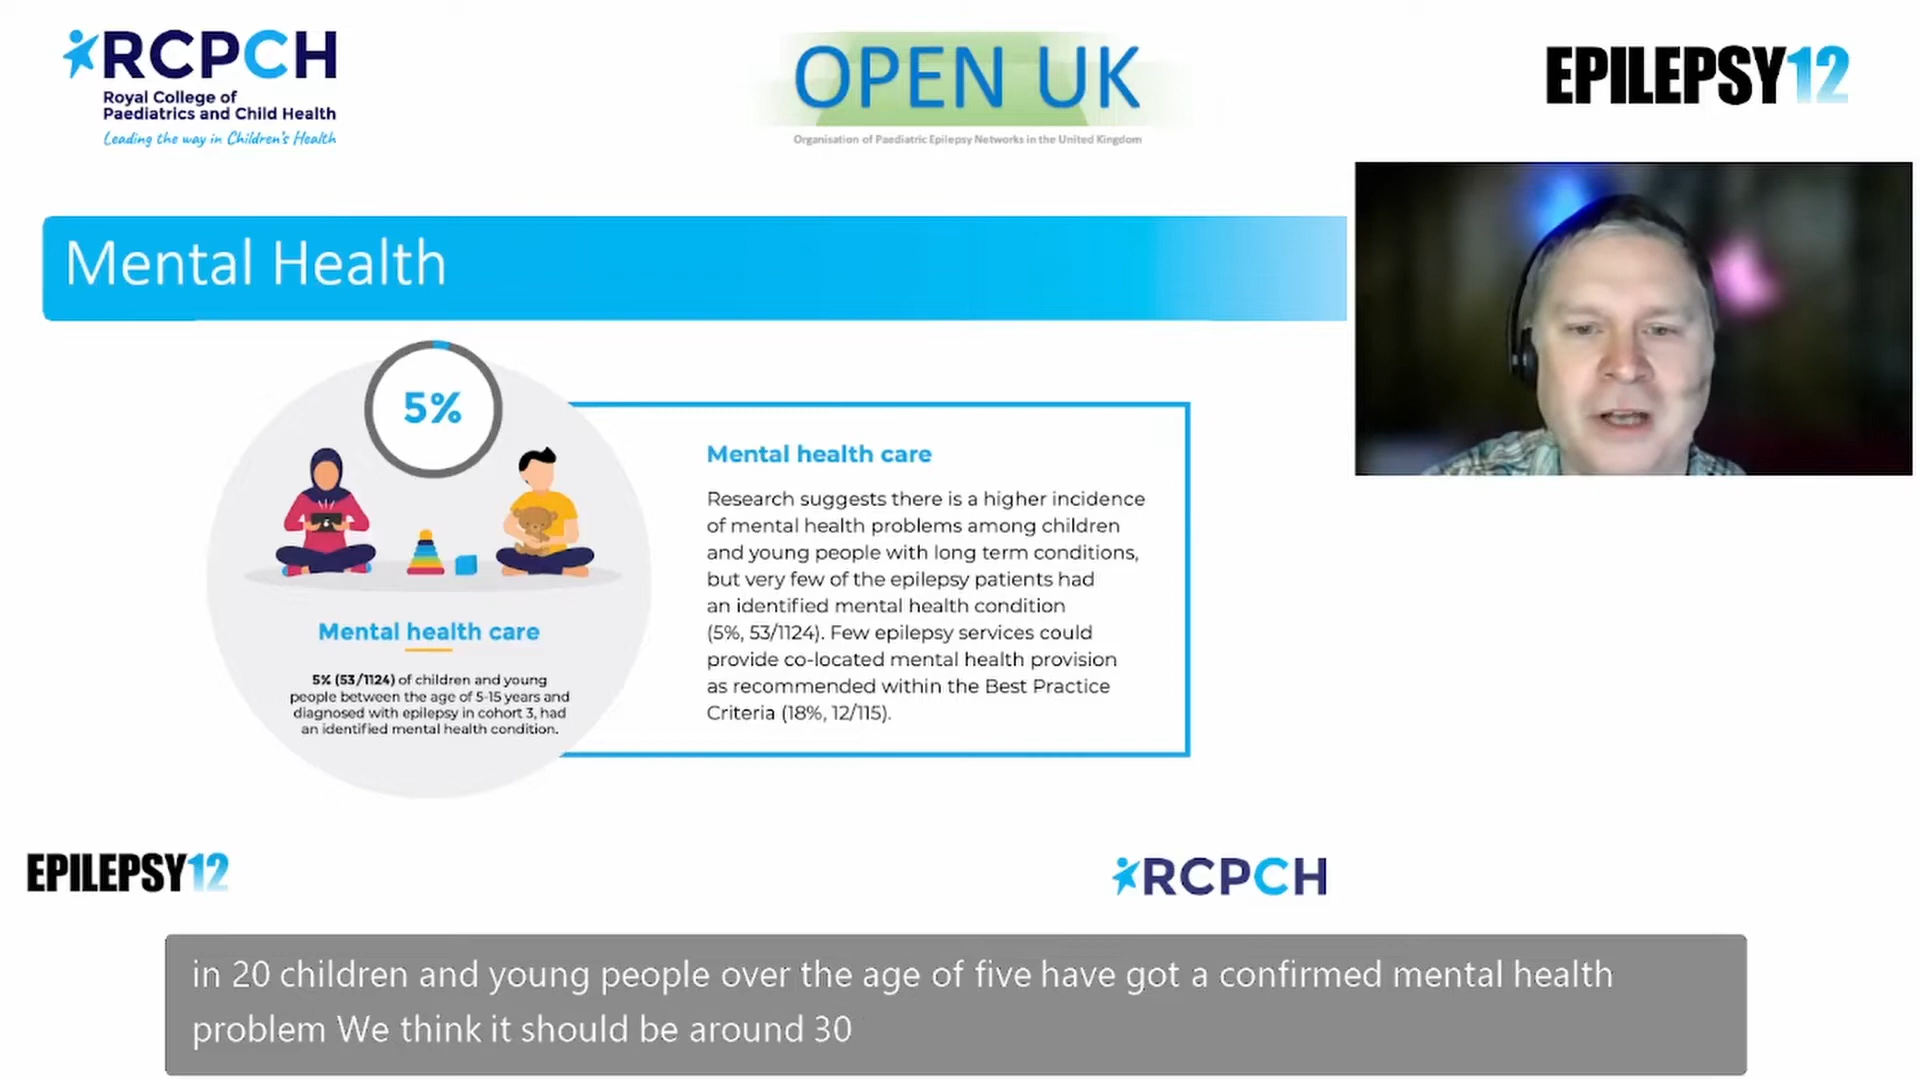 RCPCH
Royal College of
Paediatrics and Child Health
Leading the way in Children's Health
OPEN UK
Organisation of Paediatric Epilepsy Networks in the United Kingdom
EPILEPSY12
Mental Health
5%
Mental health care
5% (53/1124) of children and young
people between the age of 5-15 years and
diagnosed with epilepsy in cohort 3, had
an identified mental health condition.
Mental health care
Research suggests there is a higher incidence
of mental health problems among children
and young people with long term conditions,
but very few of the epilepsy patients had
an identified mental health condition
(5%, 53/1124). Few epilepsy services could
provide co-located mental health provision
as recommended within the Best Practice
Criteria (18%, 12/115).
EPILEPSY12
RCPCH
in 20 children and young people over the age of five have got a confirmed mental health
problem We think it should be around 30